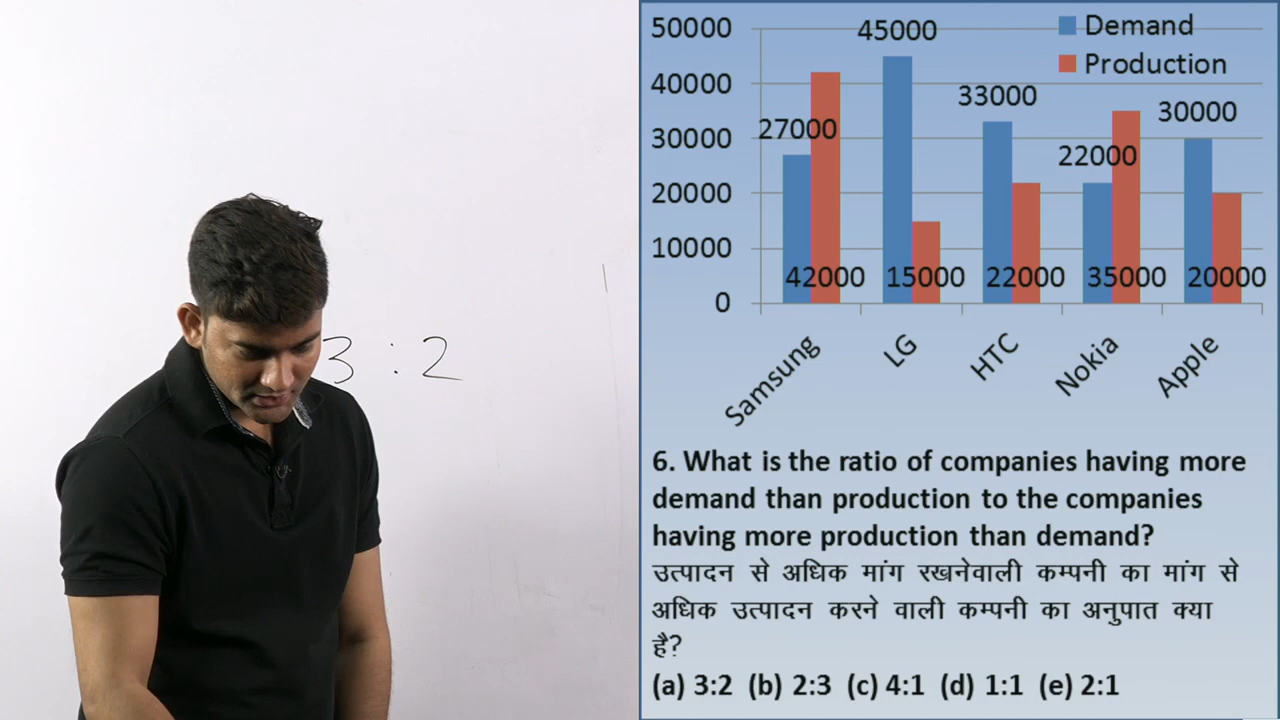 3 : 2
50000
40000
30000
20000
10000
0
Demand
Production
27000
45000
33000
22000
30000
42000
15000
22000
35000
20000
Samsung
LG
HTC
Nokia
Apple
6. What is the ratio of companies having more
demand than production to the companies
having more production than demand?
उत्पादन से अधिक मांग रखनेवाली कम्पनी का मांग से
अधिक उत्पादन करने वाली कम्पनी का अनुपात क्या
है?
(a) 3:2 (b) 2:3 (c) 4:1 (d) 1:1 (e) 2:1